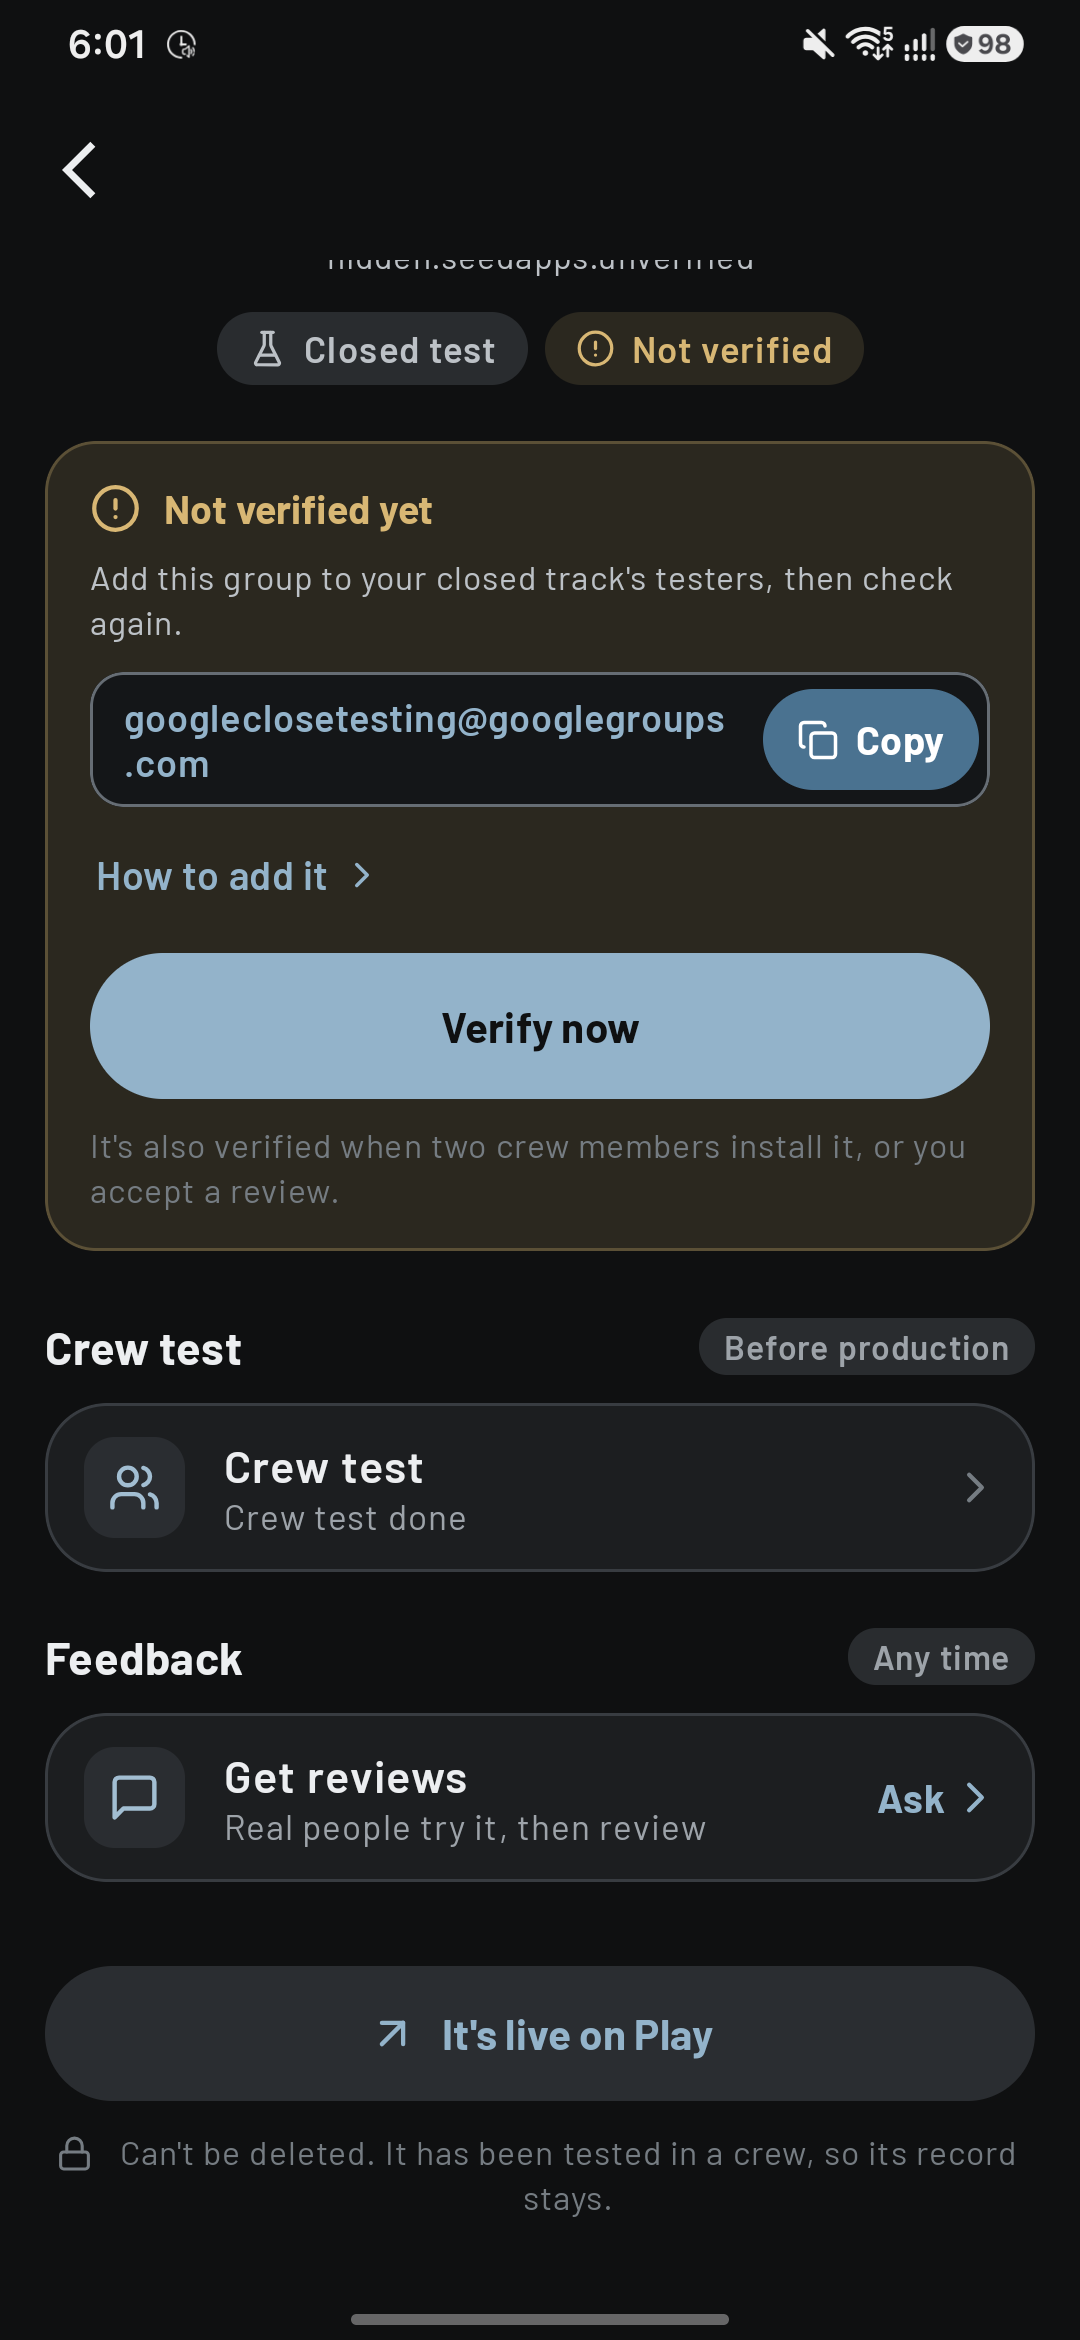 6:01
5
98
hidden.seedapps.unverified
Closed test
Not verified
Not verified yet
Add this group to your closed track's testers, then check
again.
googleclosetesting@googlegroups
.com
Copy
How to add it
Verify now
It's also verified when two crew members install it, or you
accept a review.
Crew test
Before production
Crew test
Crew test done
Feedback
Any time
Get reviews
Real people try it, then review
Ask
It's live on Play
Can't be deleted. It has been tested in a crew, so its record
stays.